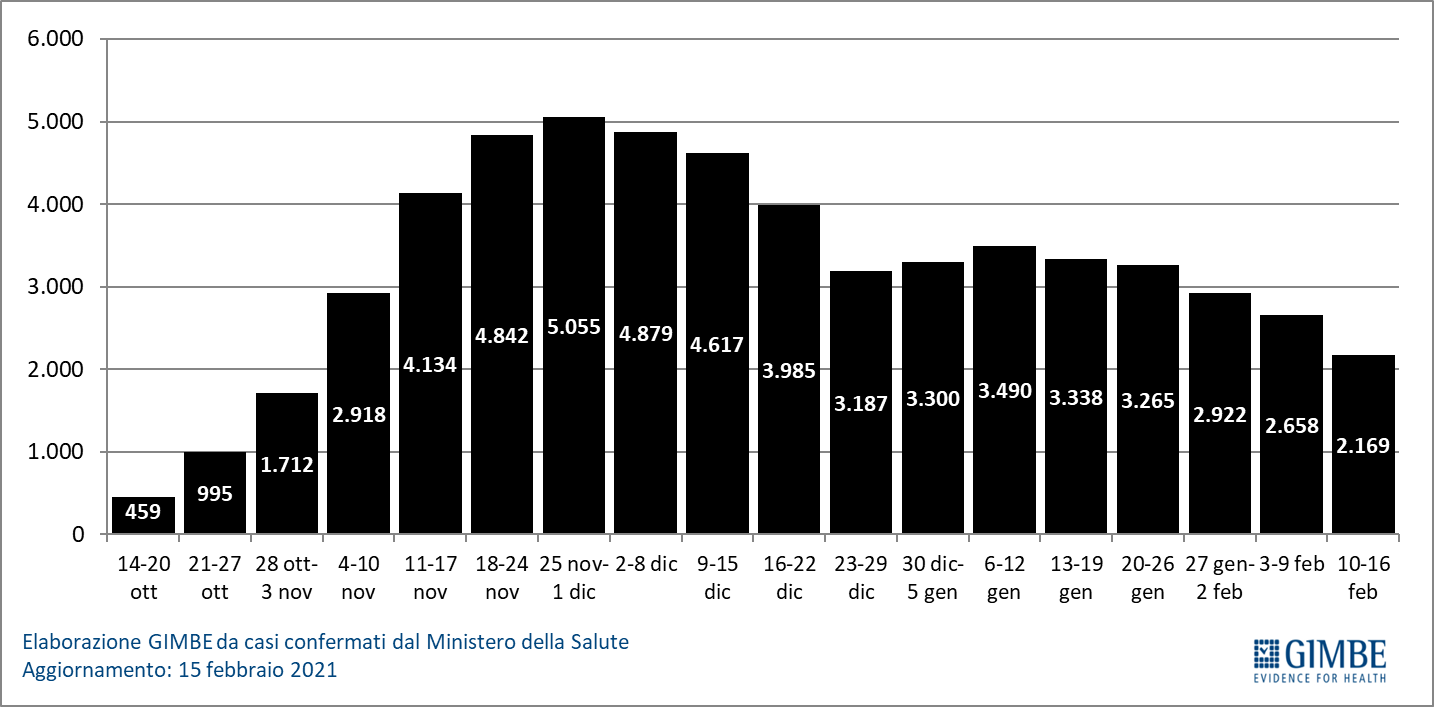 6.000
5.000
4.000
3.000
2.000
1.000
0
459
995
1.712
2.918
4.134
4.842
5.055
4.879
4.617
3.985
3.187
3.300
3.490
3.338
3.265
2.922
2.658
2.169
14-20
ott
21-27
ott
28 ott-
3 nov
4-10
nov
11-17
nov
18-24
nov
25 nov-
1 dic
2-8 dic
9-15
dic
16-22
dic
23-29
dic
30 dic-
5 gen
6-12
gen
13-19
gen
20-26
gen
27 gen-
2 feb
3-9 feb
10-16
feb
Elaborazione GIMBE da casi confermati dal Ministero della Salute
Aggiornamento: 15 febbraio 2021
GIMBE
EVIDENCE FOR HEALTH